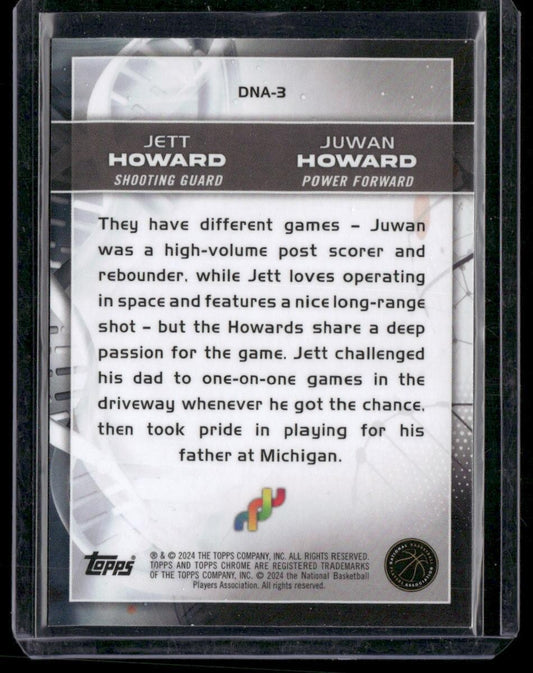 DNA-3
JETT HOWARD
SHOOTING GUARD
JUWAN HOWARD
POWER FORWARD
They have different games – Juwan
was a high-volume post scorer and
rebounder, while Jett loves operating
in space and features a nice long-range
shot – but the Howards share a deep
passion for the game. Jett challenged
his dad to one-on-one games in the
driveway whenever he got the chance,
then took pride in playing for his
father at Michigan.
Topps
® & © 2024 THE TOPPS COMPANY, INC. ALL RIGHTS RESERVED.
TOPPS AND TOPPS CHROME ARE REGISTERED TRADEMARKS
OF THE TOPPS COMPANY, INC. © 2024 the National Basketball
Players Association. All rights reserved.